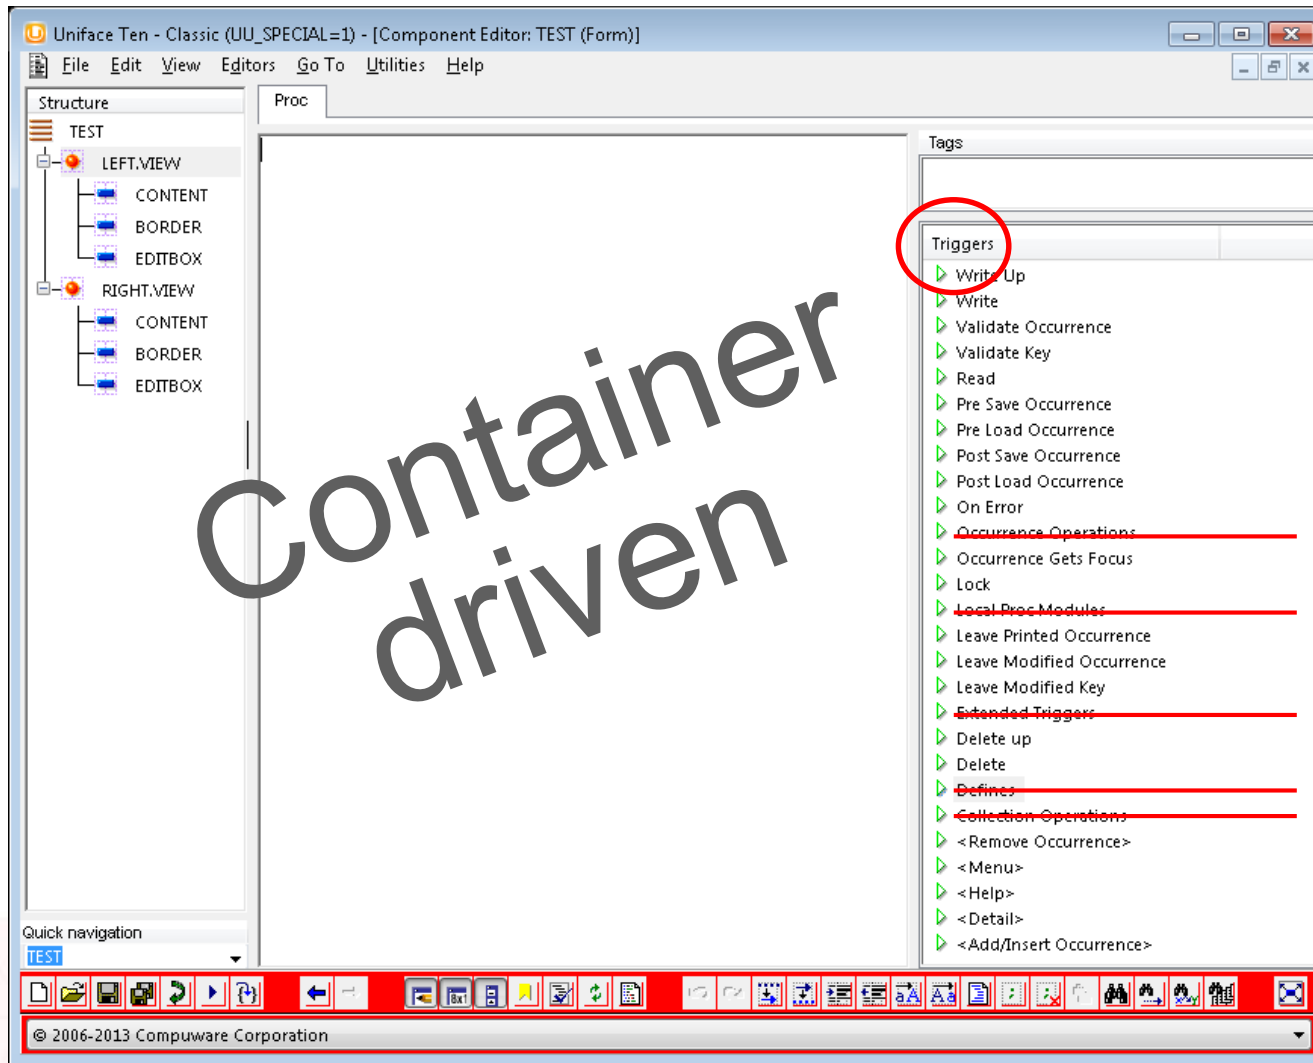 Uniface Ten - Classic (UU_SPECIAL=1) - [Component Editor: TEST (Form)]
File Edit View Editors Go To Utilities Help
Structure
TEST
LEFT.VIEW
CONTENT
BORDER
EDITBOX
RIGHT.VIEW
CONTENT
BORDER
EDITBOX
Proc
Container
driven
Tags
Triggers
Write Up
Write
Validate Occurrence
Validate Key
Read
Pre Save Occurrence
Pre Load Occurrence
Post Save Occurrence
Post Load Occurrence
On Error
Occurrence Operations
Occurrence Gets Focus
Lock
Local Proc Modules
Leave Printed Occurrence
Leave Modified Occurrence
Leave Modified Key
Extended Triggers
Delete up
Delete
Defines
Collection Operations
<Remove Occurrence>
<Menu>
<Help>
<Detail>
<Add/Insert Occurrence>
Quick navigation
TEST
© 2006-2013 Compuware Corporation